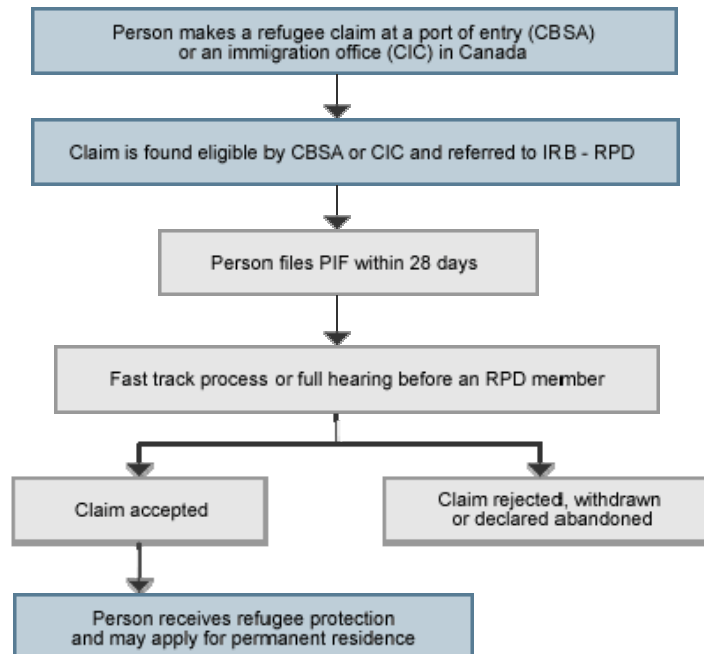 Person makes a refugee claim at a port of entry (CBSA)
or an immigration office (CIC) in Canada
Claim is found eligible by CBSA or CIC and referred to IRB - RPD
Person files PIF within 28 days
Fast track process or full hearing before an RPD member
Claim accepted
Claim rejected, withdrawn
or declared abandoned
Person receives refugee protection
and may apply for permanent residence